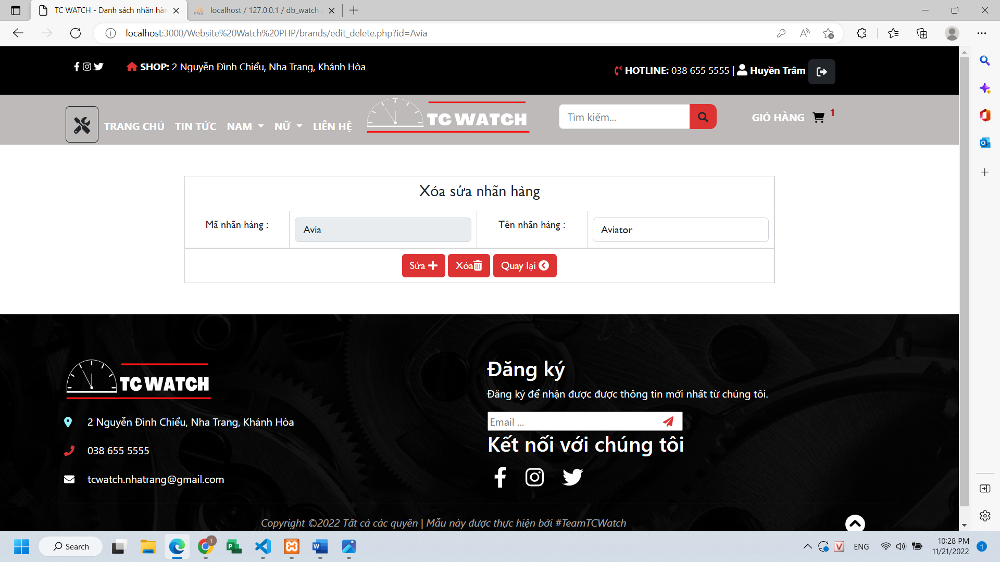 TC WATCH - Danh sách nhãn hàn
localhost / 127.0.0.1 / db_watch /
localhost:3000/Website%20Watch%20PHP/brands/edit_delete.php?id=Avia
SHOP: 2 Nguyễn Đình Chiểu, Nha Trang, Khánh Hòa
HOTLINE: 038 655 5555 | Huyền Trâm
TRANG CHỦ TIN TỨC NAM NỮ LIÊN HỆ
TC WATCH
Tìm kiếm...
GIỎ HÀNG 1
Xóa sửa nhãn hàng
Mã nhãn hàng : Avia Tên nhãn hàng : Aviator
Sửa Xóa Quay lại
TC WATCH
2 Nguyễn Đình Chiểu, Nha Trang, Khánh Hòa
038 655 5555
tcwatch.nhatrang@gmail.com
Đăng ký
Đăng ký để nhận được được thông tin mới nhất từ chúng tôi.
Email ...
Kết nối với chúng tôi
Copyright ©2022 Tất cả các quyền | Mẫu này được thực hiện bởi #TeamTCWatch
Search
t
ENG
10:28 PM
11/21/2022
1